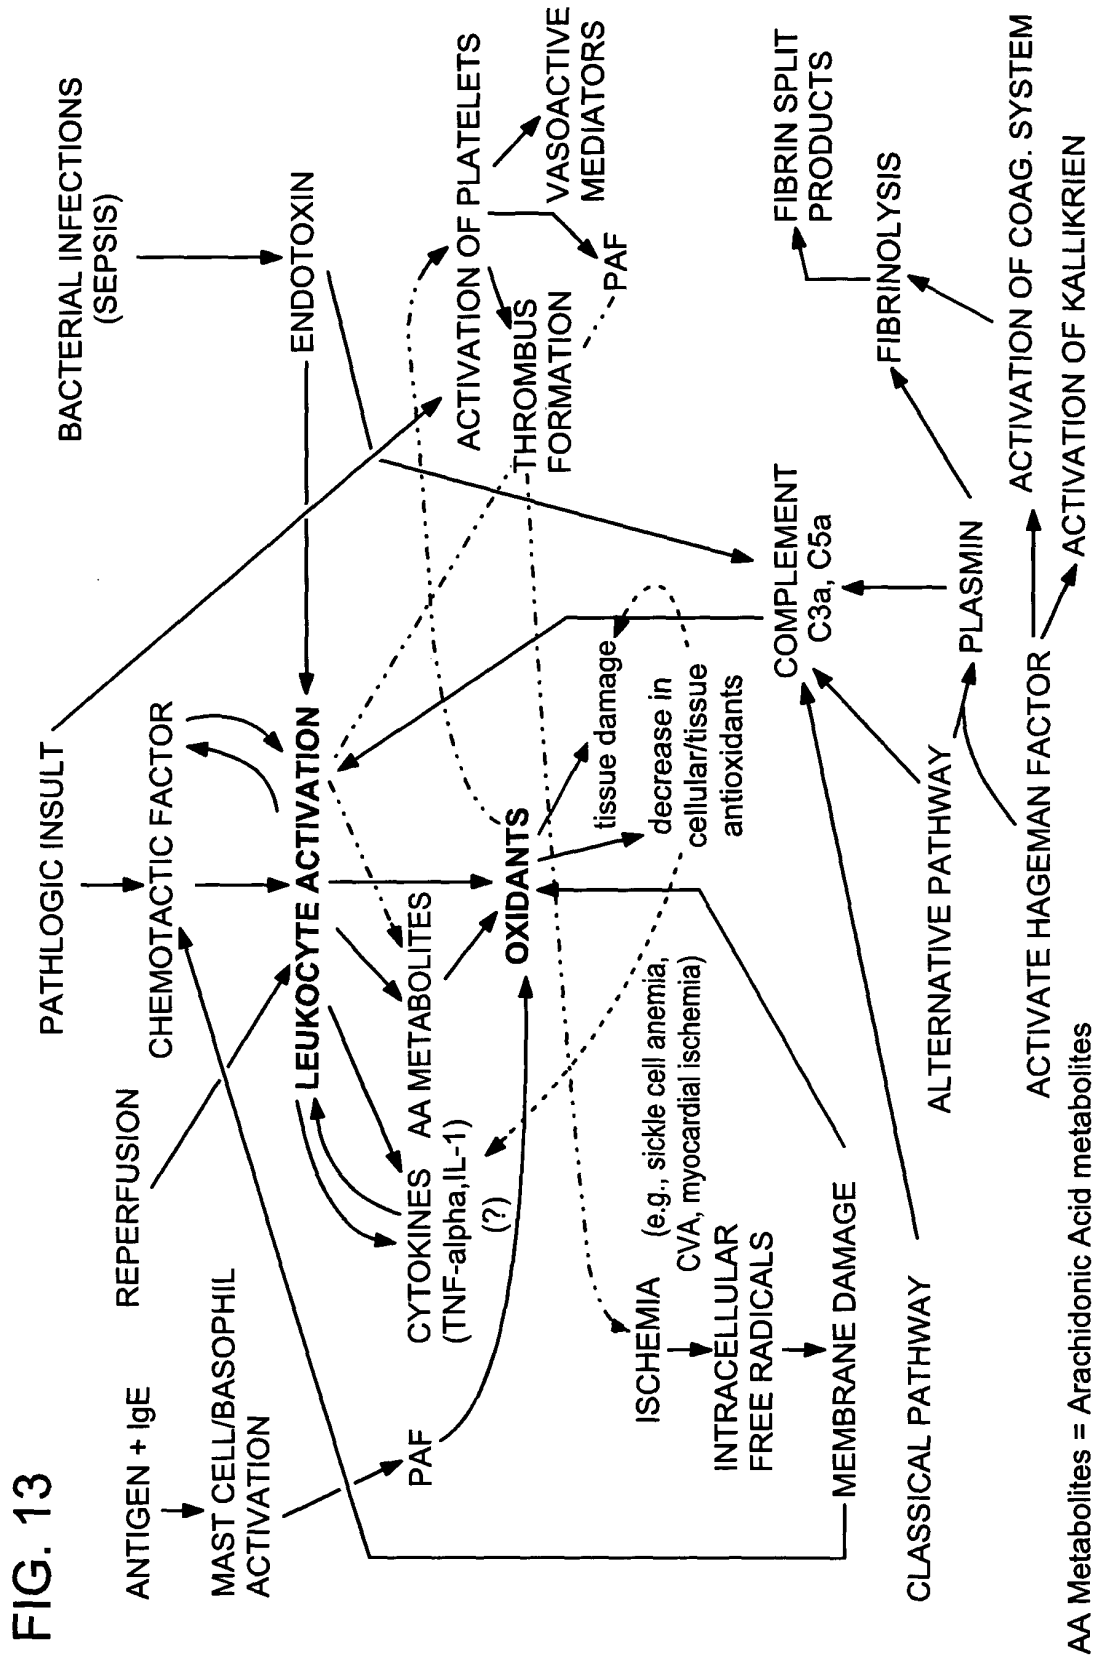 FIG. 13
BACTERIAL INFECTIONS
(SEPSIS)
PATHLOGIC INSULT
ANTIGEN + IgE
REPERFUSION
CHEMOTACTIC FACTOR
MAST CELL/BASOPHIL
ACTIVATION
LEUKOCYTE ACTIVATION
ENDOTOXIN
PAF
CYTOKINES
(TNF-alpha,IL-1)
(?)
AA METABOLITES
OXIDANTS
ACTIVATION OF PLATELETS
THROMBUS
FORMATION
VASOACTIVE
MEDIATORS
PAF
tissue damage
decrease in
cellular/tissue
antioxidants
ISCHEMIA
(e.g., sickle cell anemia,
CVA, myocardial ischemia)
INTRACELLULAR
FREE RADICALS
MEMBRANE DAMAGE
COMPLEMENT
C3a, C5a
FIBRIN SPLIT
PRODUCTS
FIBRINOLYSIS
CLASSICAL PATHWAY
ALTERNATIVE PATHWAY
PLASMIN
ACTIVATE HAGEMAN FACTOR
ACTIVATION OF COAG. SYSTEM
ACTIVATION OF KALLIKRIEN
AA Metabolites = Arachidonic Acid metabolites